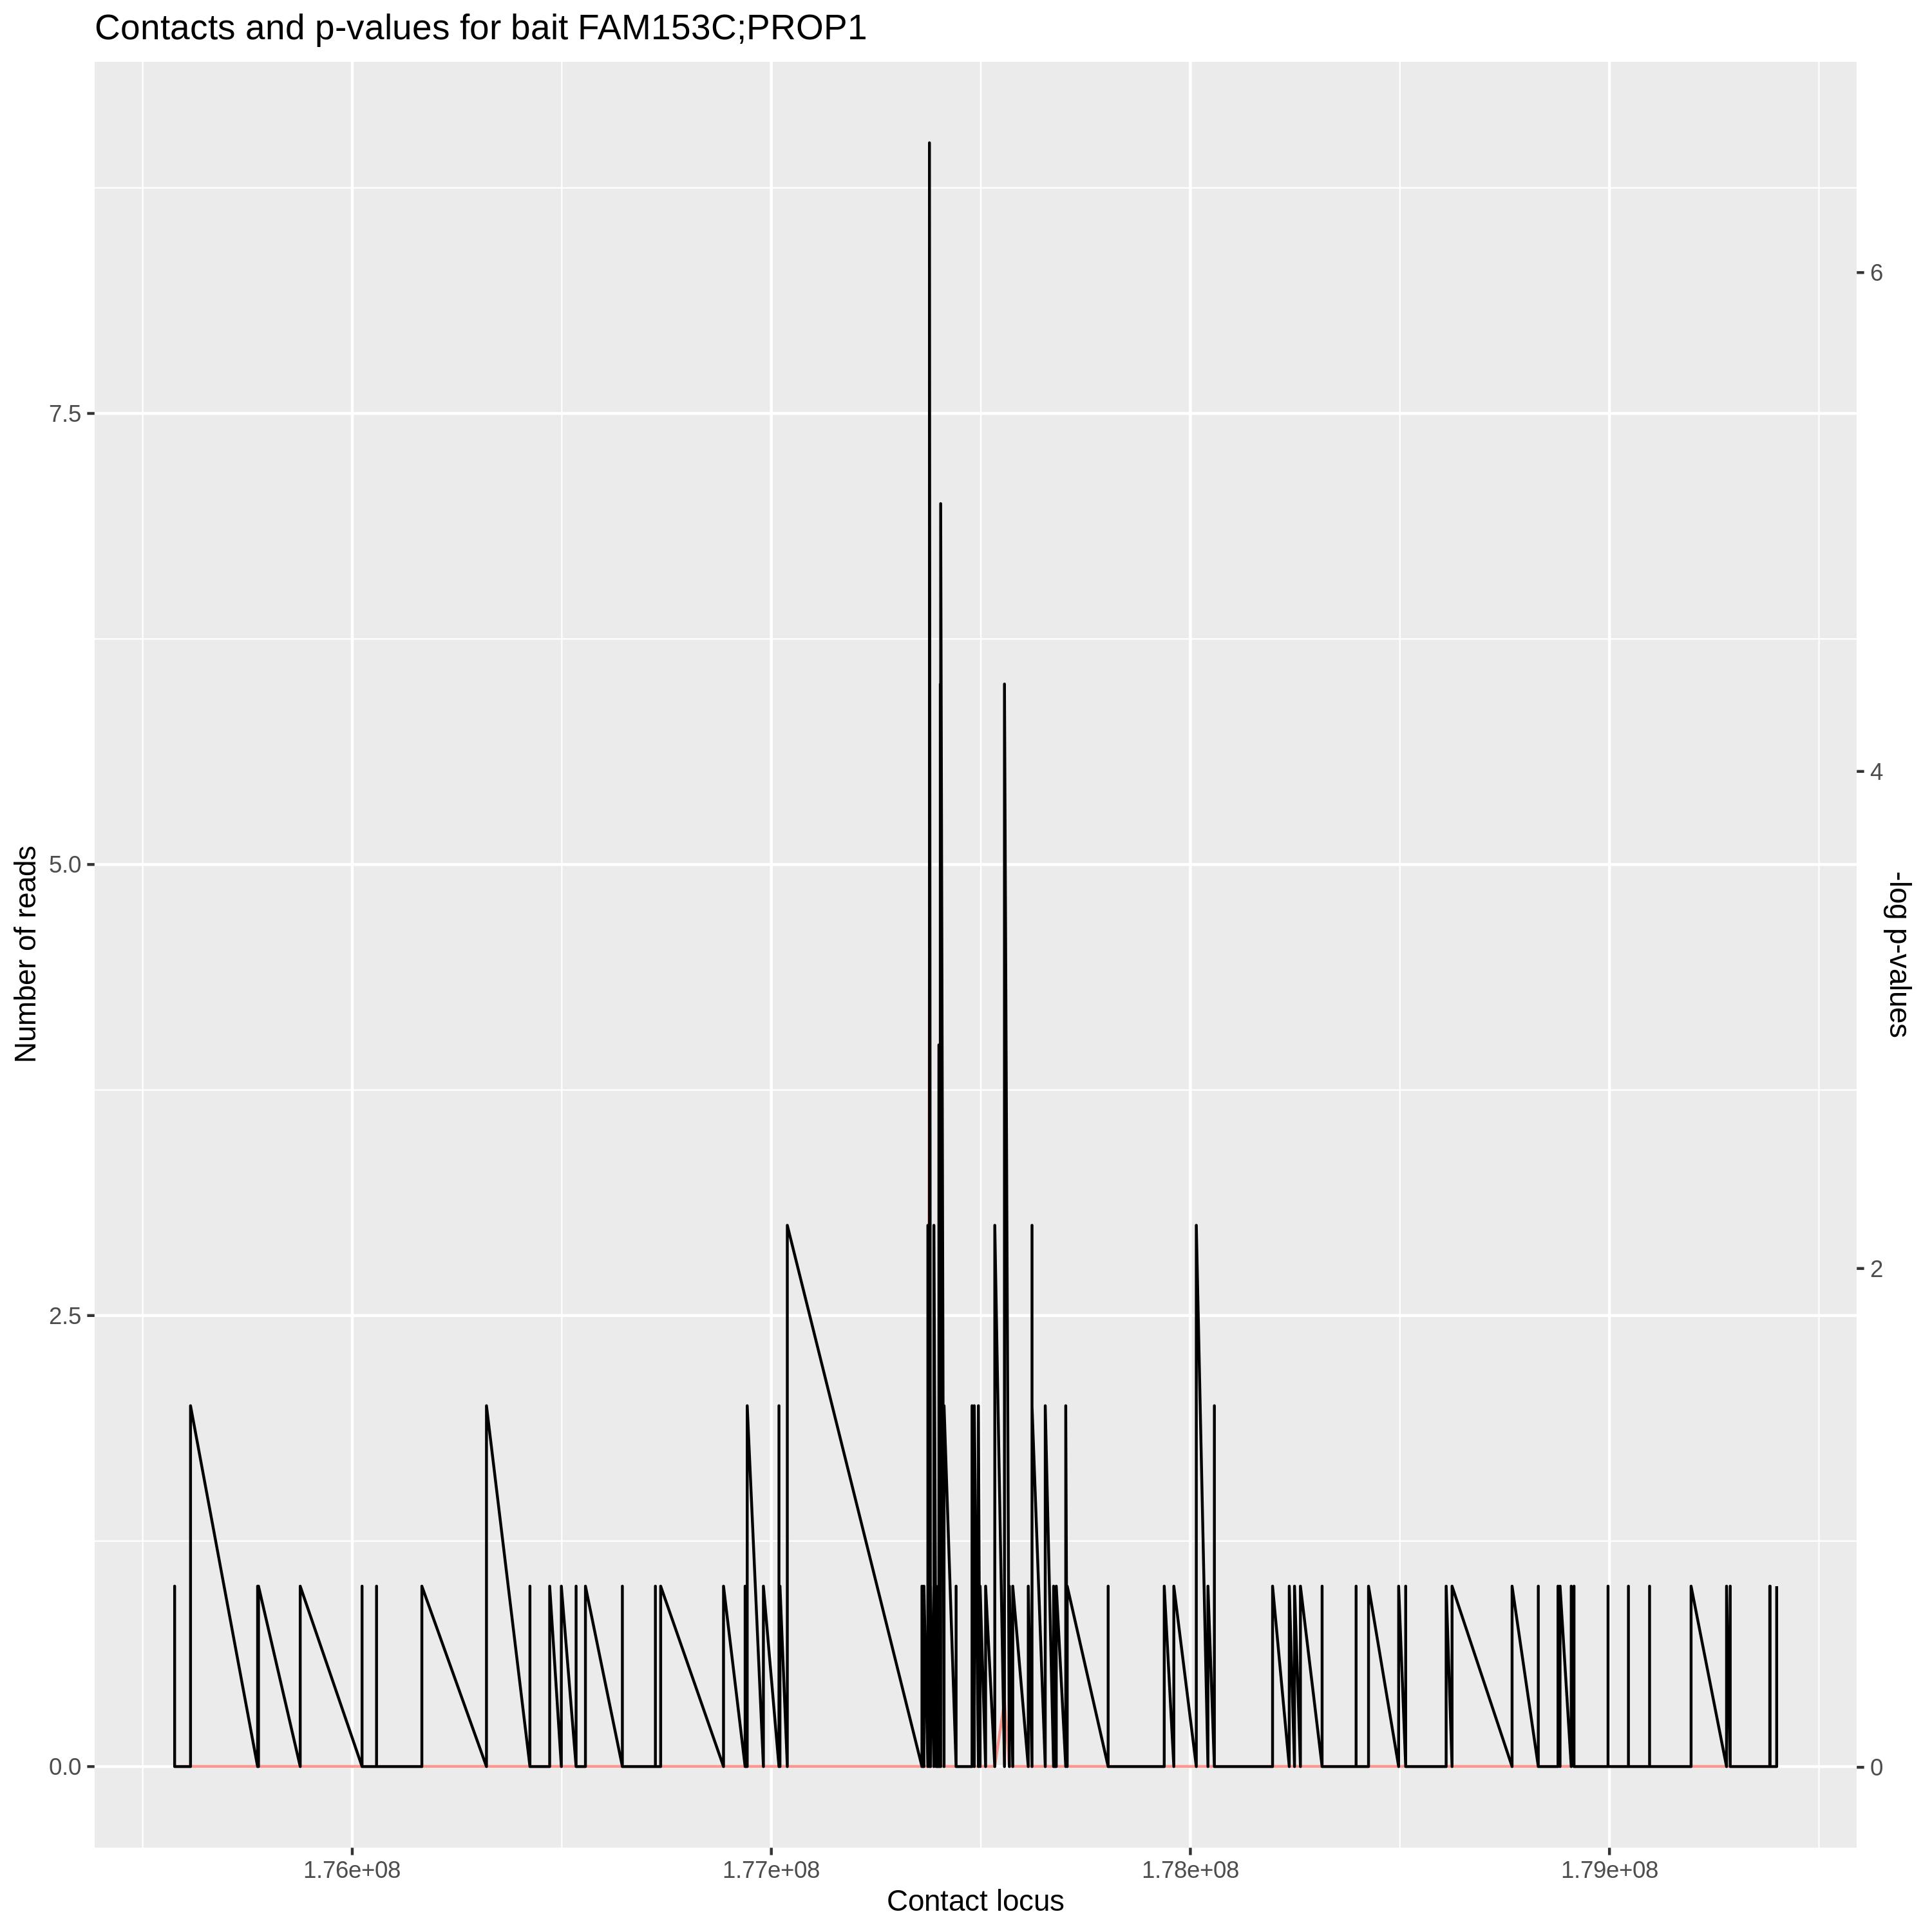 Contacts and p-values for bait FAM153C;PROP1
Number of reads
7.5
5.0
2.5
0.0
6
4
2
0
-log p-values
1.76e+08 1.77e+08 1.78e+08 1.79e+08
Contact locus